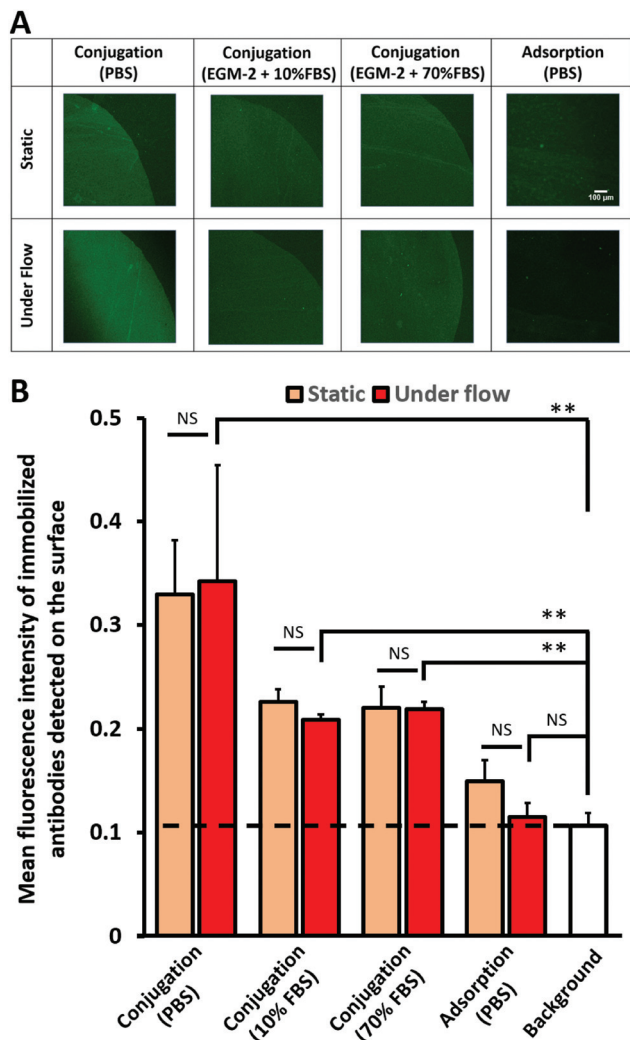 A
Conjugation
(PBS)
Conjugation
(EGM-2 + 10%FBS)
Conjugation
(EGM-2 + 70%FBS)
Adsorption
(PBS)
Static
100 µm
Under Flow
B
Static
Under flow
Mean fluorescence intensity of immobilized
antibodies detected on the surface
0.5
0.4
0.3
0.2
0.1
0
NS
**
NS
**
NS
**
NS
NS
Conjugation
(PBS)
Conjugation
(10% FBS)
Conjugation
(70% FBS)
Adsorption
(PBS)
Background